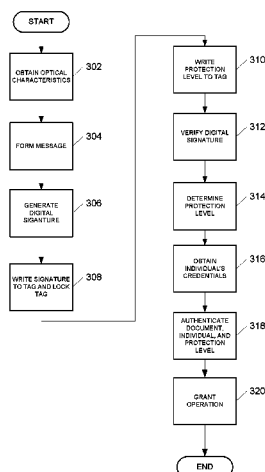 START
OBTAIN OPTICAL
CHARACTERISTICS
302
FORM MESSAGE
304
GENERATE
DIGITAL
SIGANTURE
306
WRITE SIGNATURE
TO TAG AND LOCK
TAG
308
WRITE
PROTECTION
LEVEL TO TAG
310
VERIFY DIGITAL
SIGNATURE
312
DETERMINE
PROTECTION
LEVEL
314
OBTAIN
INDIVIDUAL'S
CREDENTIALS
316
AUTHENTICATE
DOCUMENT,
INDIVIDUAL, AND
PROTECTION
LEVEL
318
GRANT
OPERATION
320
END